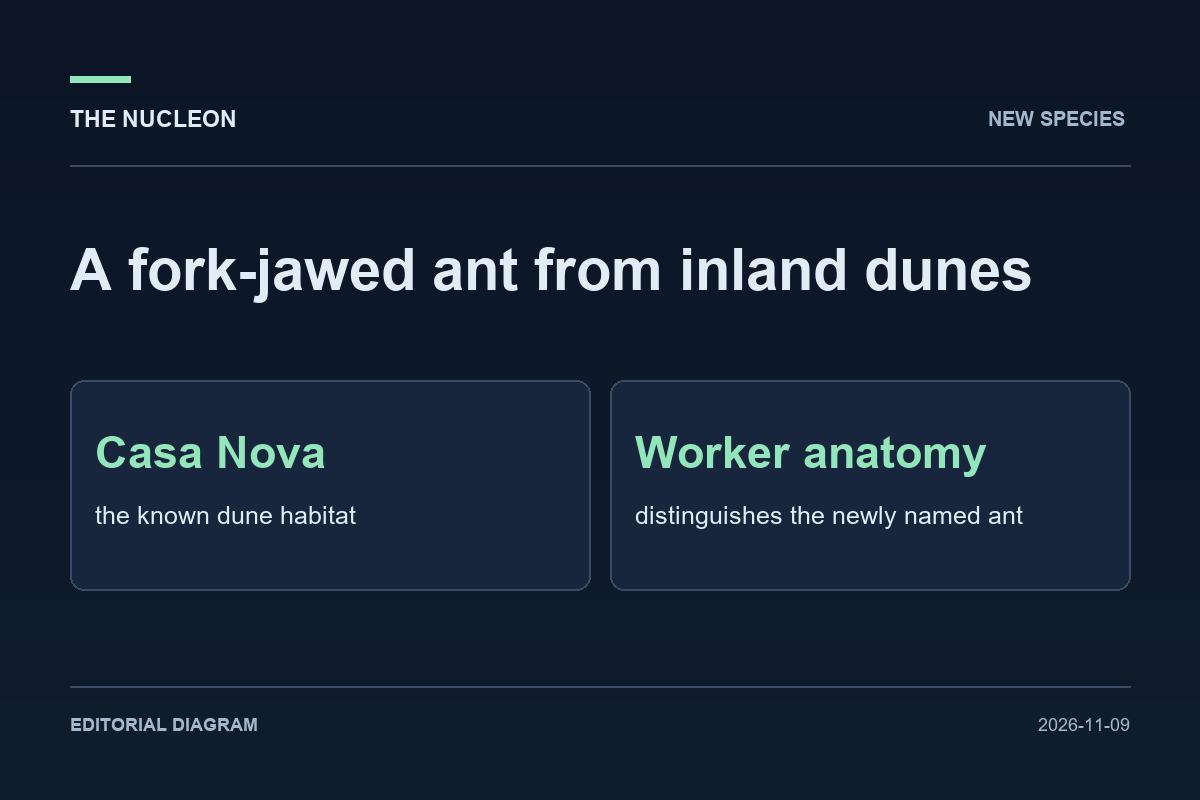 THE NUCLEON
NEW SPECIES
A fork-jawed ant from inland dunes
Casa Nova
the known dune habitat
Worker anatomy
distinguishes the newly named ant
EDITORIAL DIAGRAM
2026-11-09